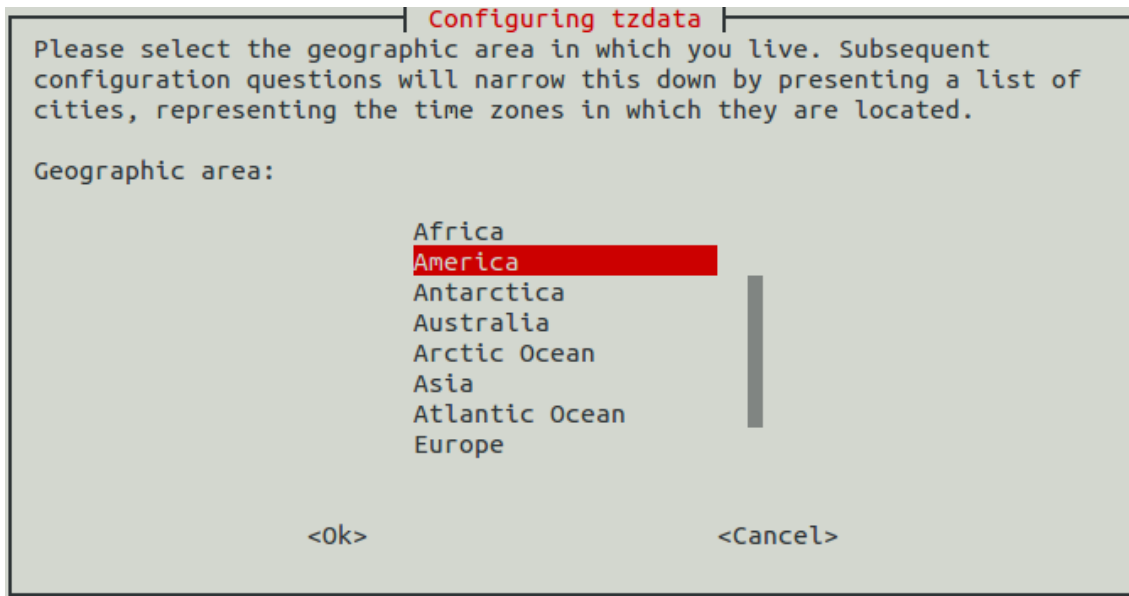 Configuring tzdata
Please select the geographic area in which you live. Subsequent
configuration questions will narrow this down by presenting a list of
cities, representing the time zones in which they are located.
Geographic area:
Africa
America
Antarctica
Australia
Arctic Ocean
Asia
Atlantic Ocean
Europe
<Ok> <Cancel>